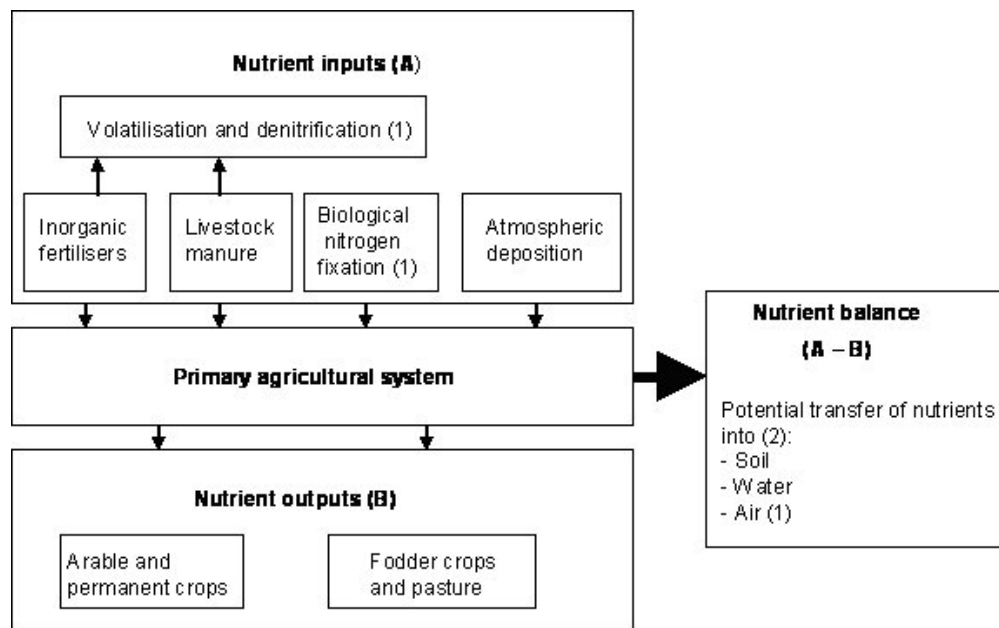 Nutrient inputs (A)
Volatilisation and denitrification (1)
Inorganic
fertilisers
Livestock
manure
Biological
nitrogen
fixation (1)
Atmospheric
deposition
Primary agricultural system
Nutrient outputs (B)
Arable and
permanent crops
Fodder crops
and pasture
Nutrient balance
(A – B)
Potential transfer of nutrients
into (2):
- Soil
- Water
- Air (1)